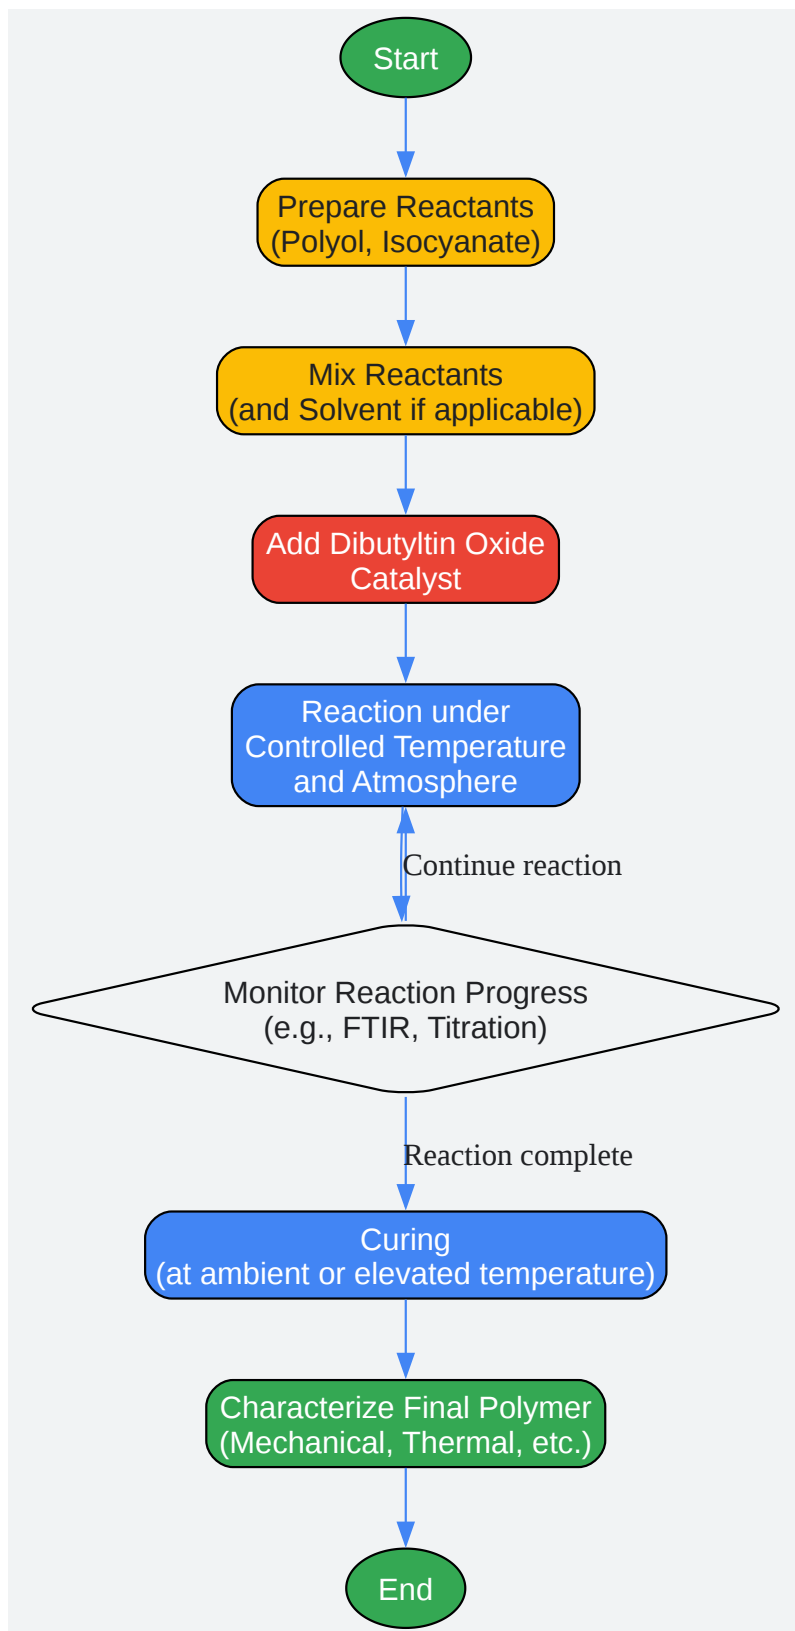 Start
Prepare Reactants
(Polyol, Isocyanate)
Mix Reactants
(and Solvent if applicable)
Add Dibutyltin Oxide
Catalyst
Reaction under
Controlled Temperature
and Atmosphere
Continue reaction
Monitor Reaction Progress
(e.g., FTIR, Titration)
Reaction complete
Curing
(at ambient or elevated temperature)
Characterize Final Polymer
(Mechanical, Thermal, etc.)
End